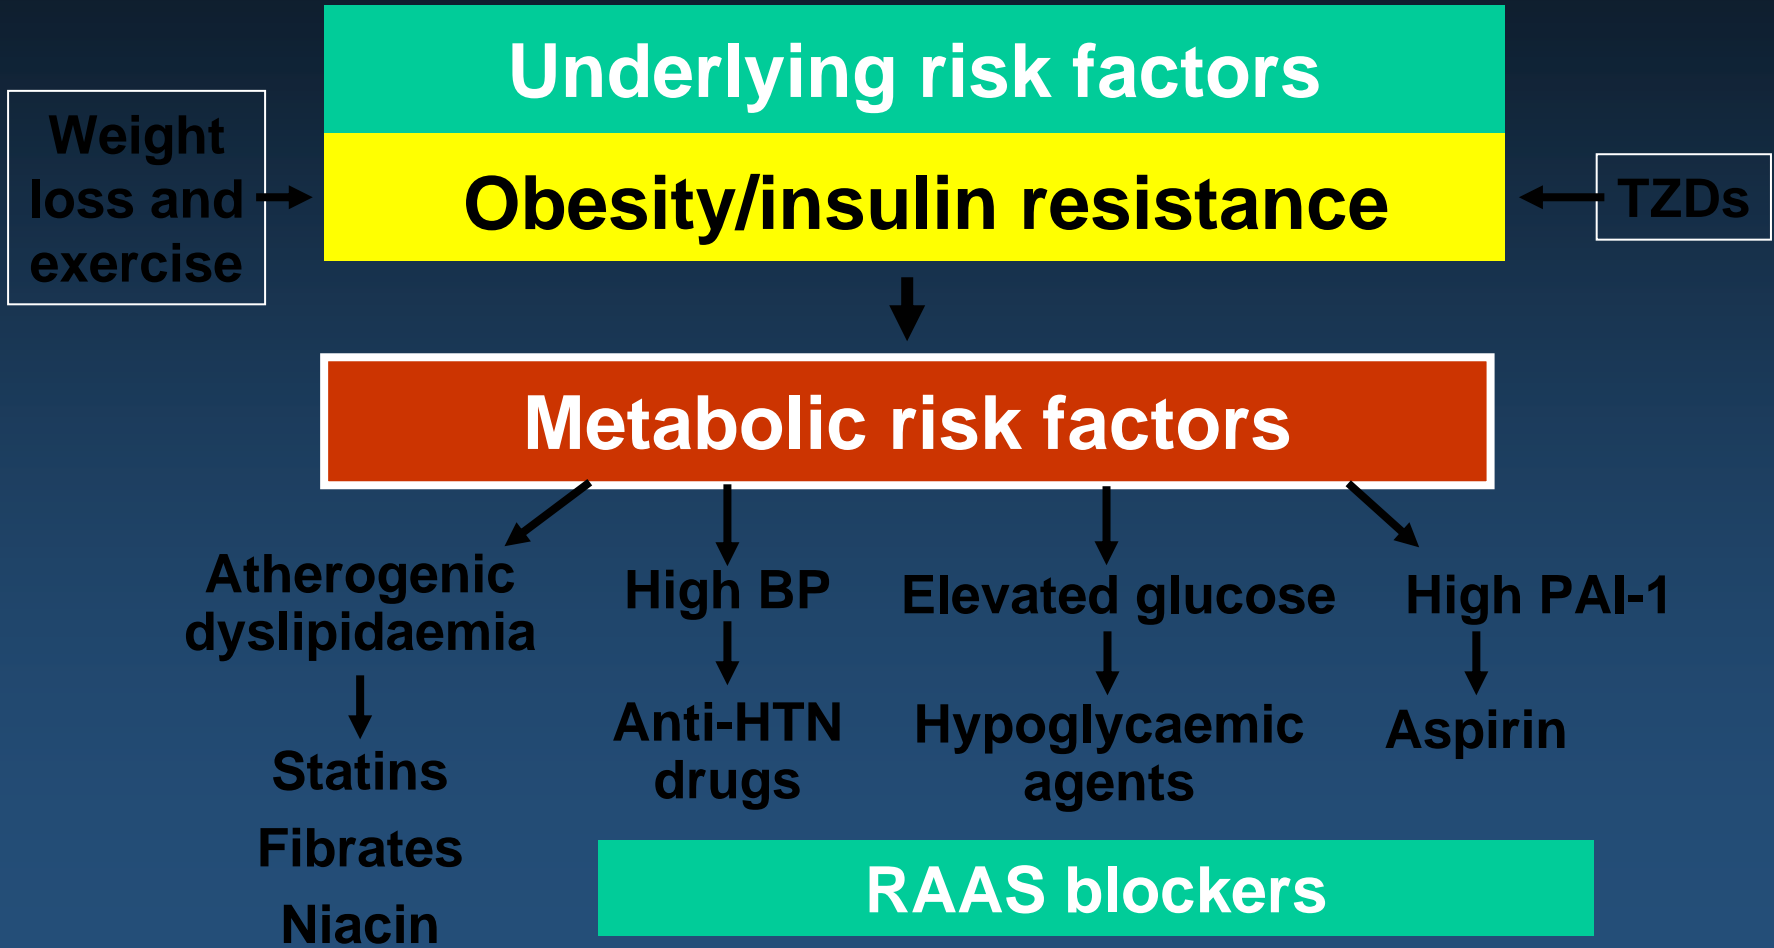 Underlying risk factors
Weight
loss and
exercise
Obesity/insulin resistance
TZDs
Metabolic risk factors
Atherogenic
dyslipidaemia
High BP
Elevated glucose
High PAI-1
Statins
Fibrates
Niacin
Anti-HTN
drugs
Hypoglycaemic
agents
Aspirin
RAAS blockers